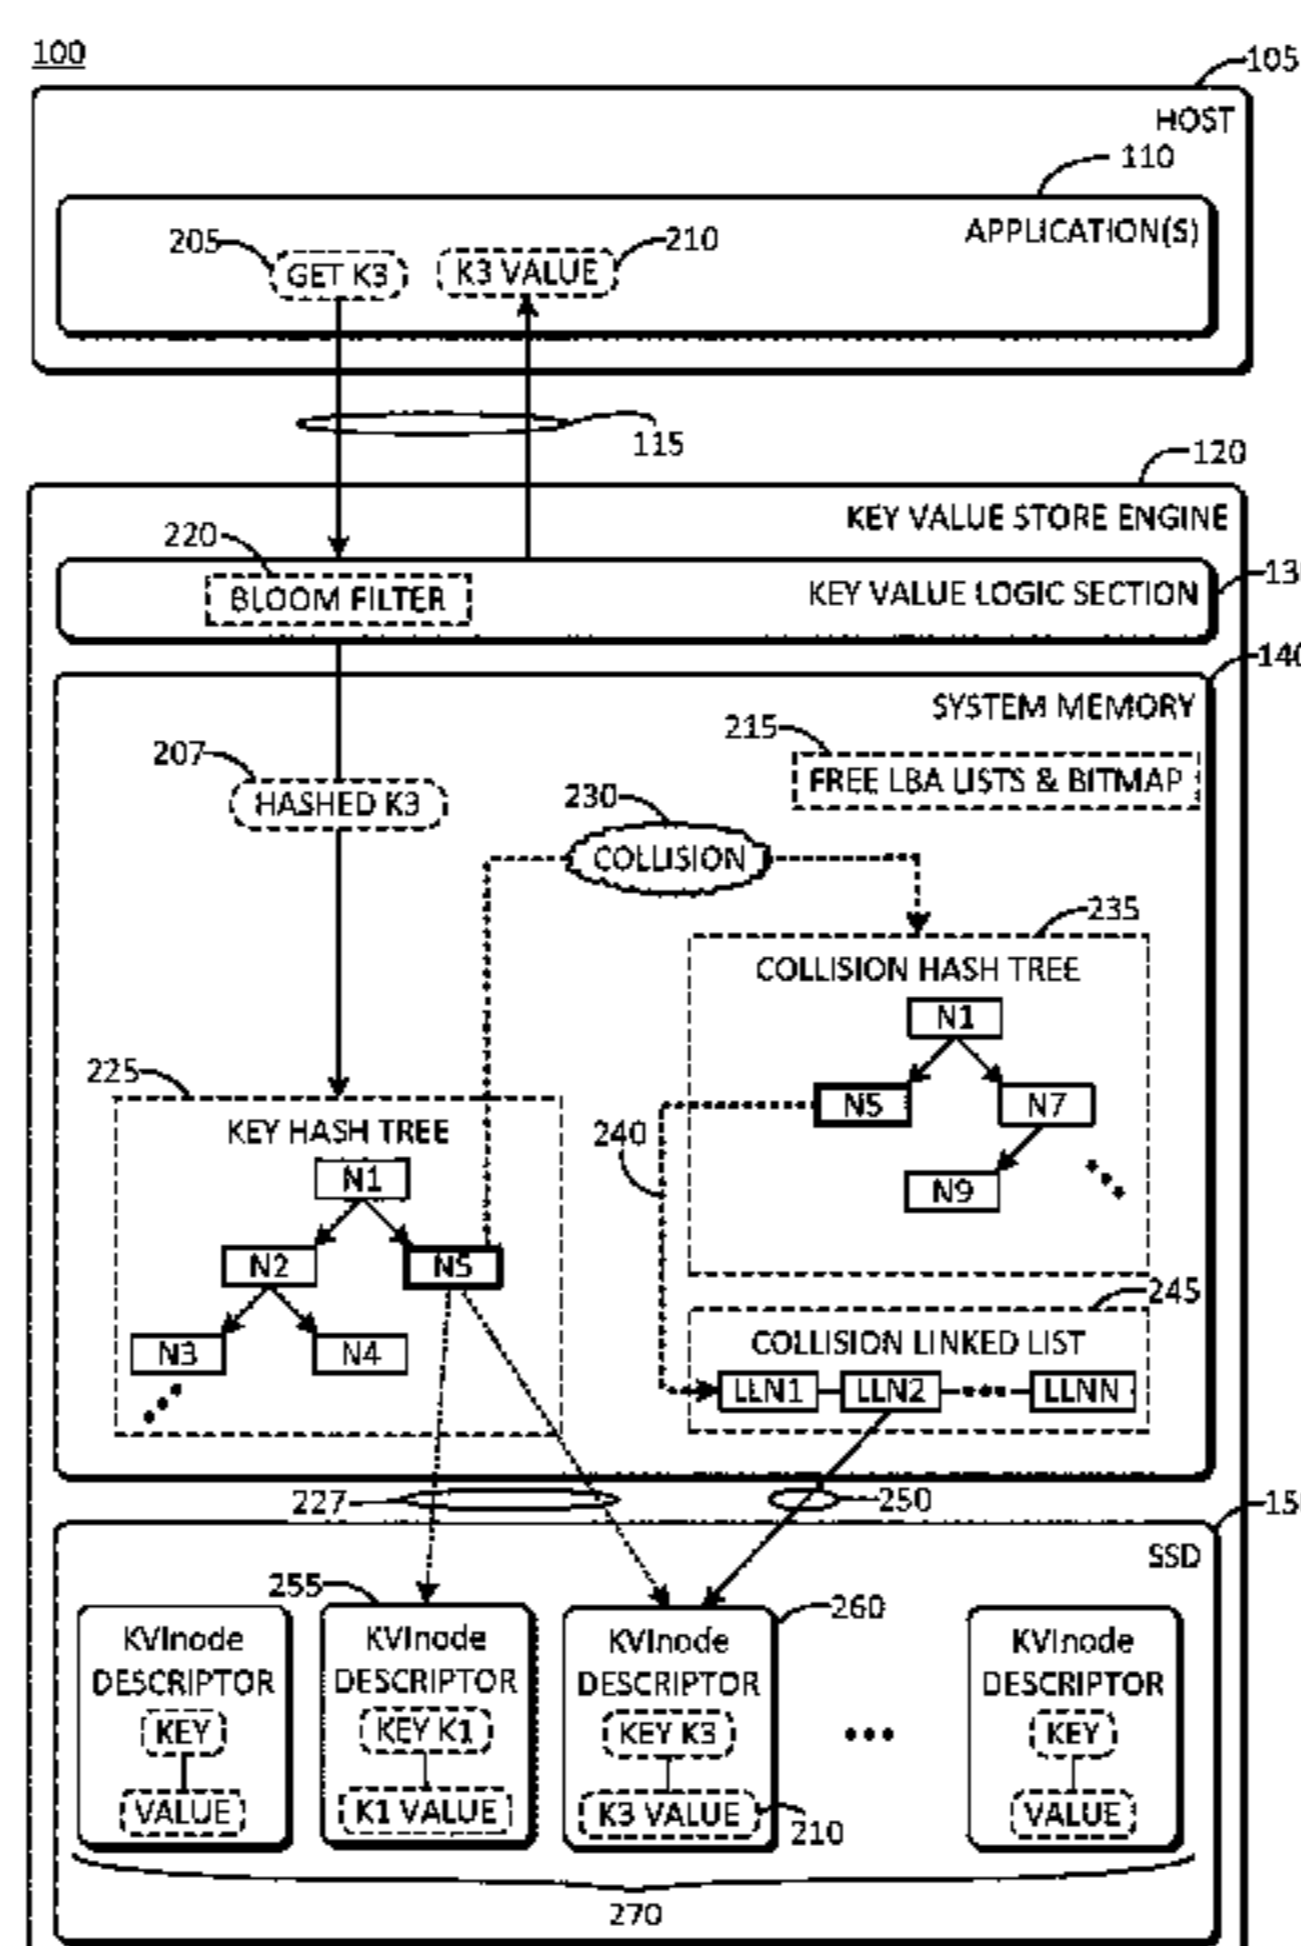 100
105
HOST
110
APPLICATION(S)
205
GET K3
K3 VALUE
210
115
120
KEY VALUE STORE ENGINE
220
BLOOM FILTER
KEY VALUE LOGIC SECTION
13
140
SYSTEM MEMORY
215
FREE LBA LISTS & BITMAP
207
HASHED K3
230
COLLISION
235
COLLISION HASH TREE
N1
N5
N7
N9
240
225
KEY HASH TREE
N1
N2
N5
N3
N4
245
COLLISION LINKED LIST
LLN1
LLN2
LLNN
227
250
15
SSD
255
260
KVInode
DESCRIPTOR
KEY
VALUE
KVInode
DESCRIPTOR
KEY K1
K1 VALUE
KVInode
DESCRIPTOR
KEY K3
K3 VALUE
210
KVInode
DESCRIPTOR
KEY
VALUE
270